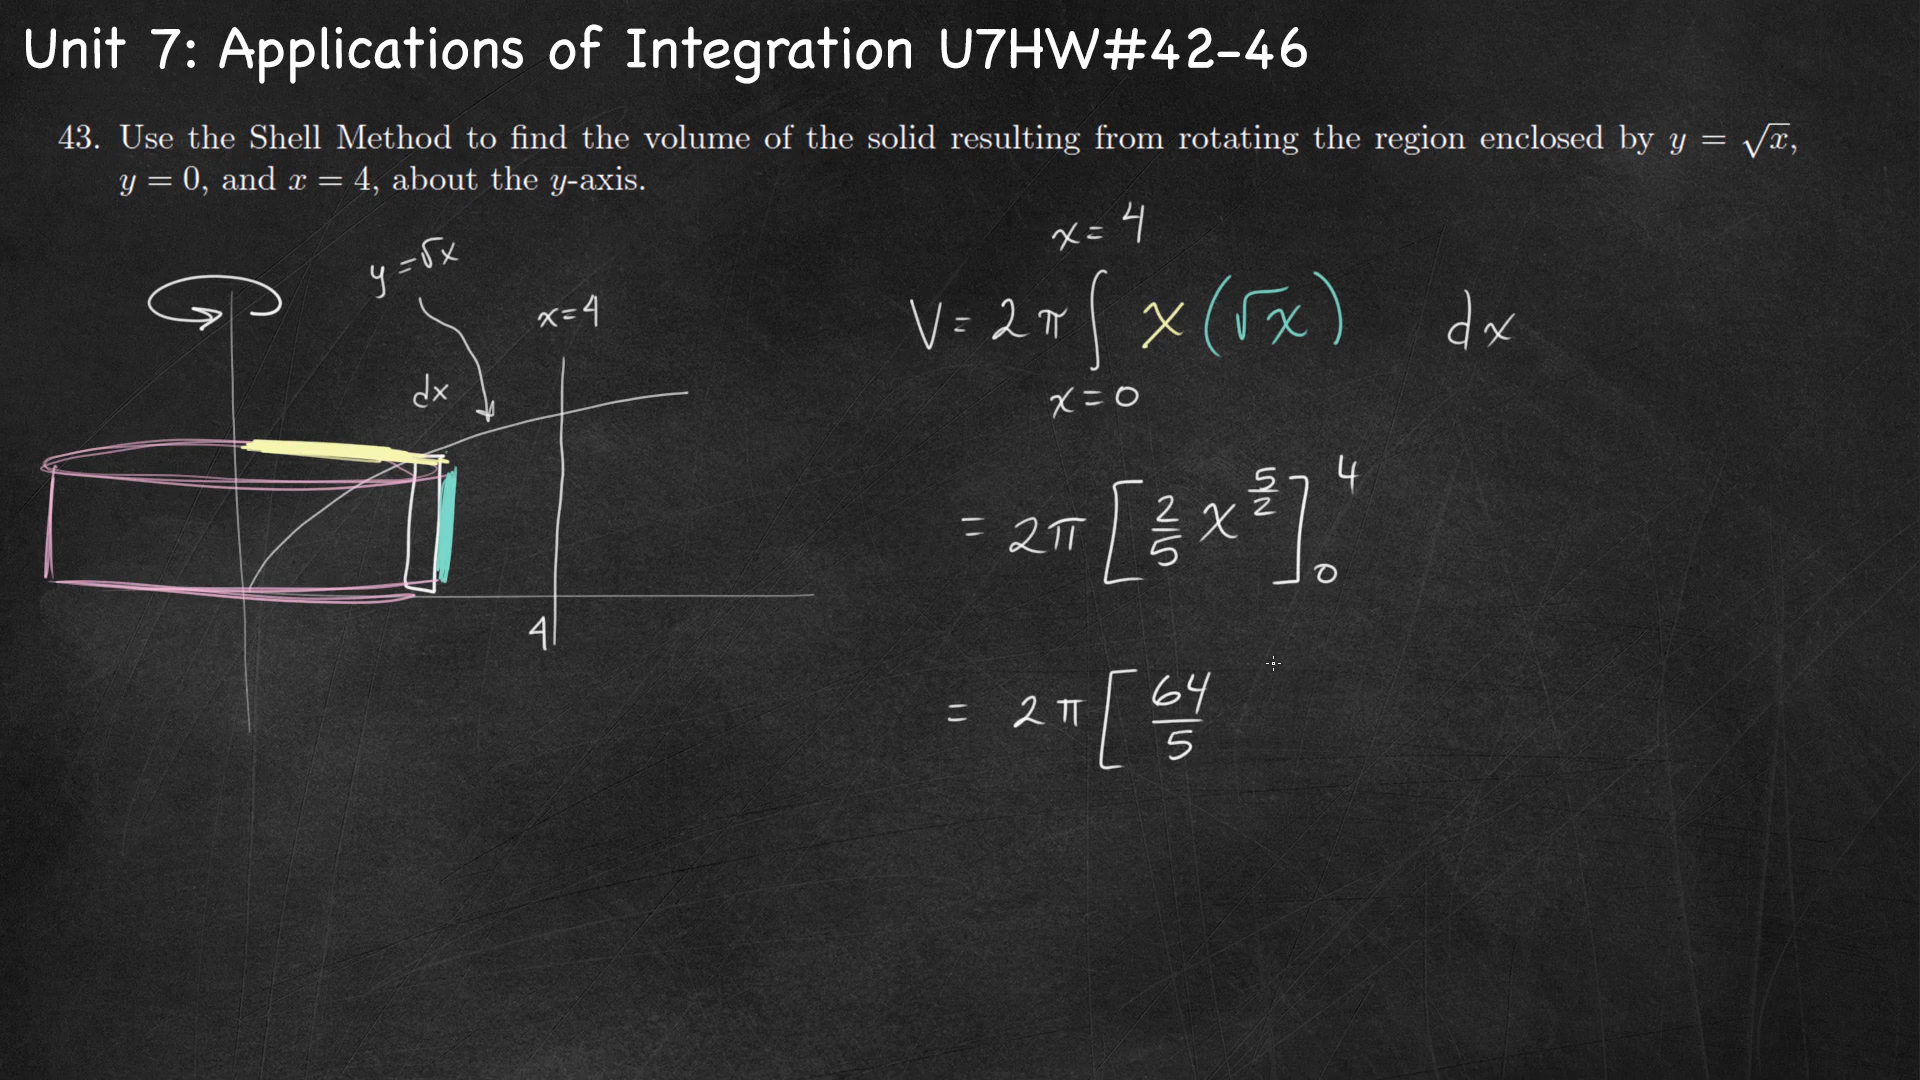 Unit 7: Applications of Integration U7HW#42-46
43. Use the Shell Method to find the volume of the solid resulting from rotating the region enclosed by y = √x,
y = 0, and x = 4, about the y-axis.
y = √x
x=4
dx
4
x = 4
V = 2π ∫ x (√x) dx
x = 0
= 2π [ 2/5 x^(5/2) ]_0^4
= 2π [ 64/5